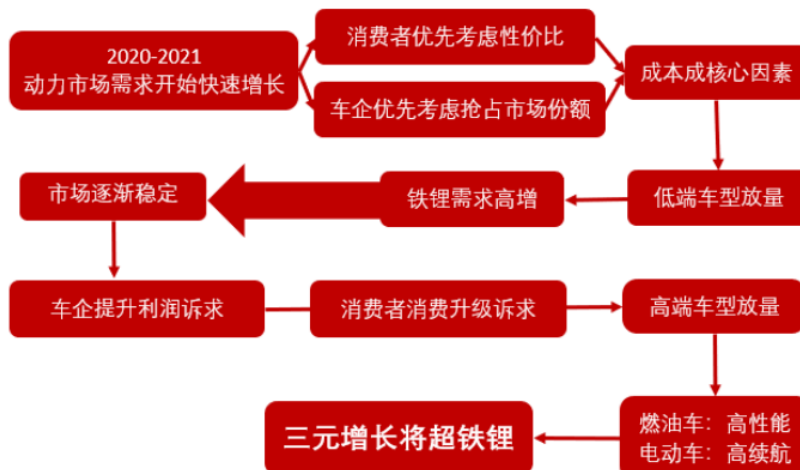 2020-2021
动力市场需求开始快速增长
消费者优先考虑性价比
车企优先考虑抢占市场份额
成本成核心因素
低端车型放量
铁锂需求高增
市场逐渐稳定
车企提升利润诉求
消费者消费升级诉求
高端车型放量
燃油车：高性能
电动车：高续航
三元增长将超铁锂